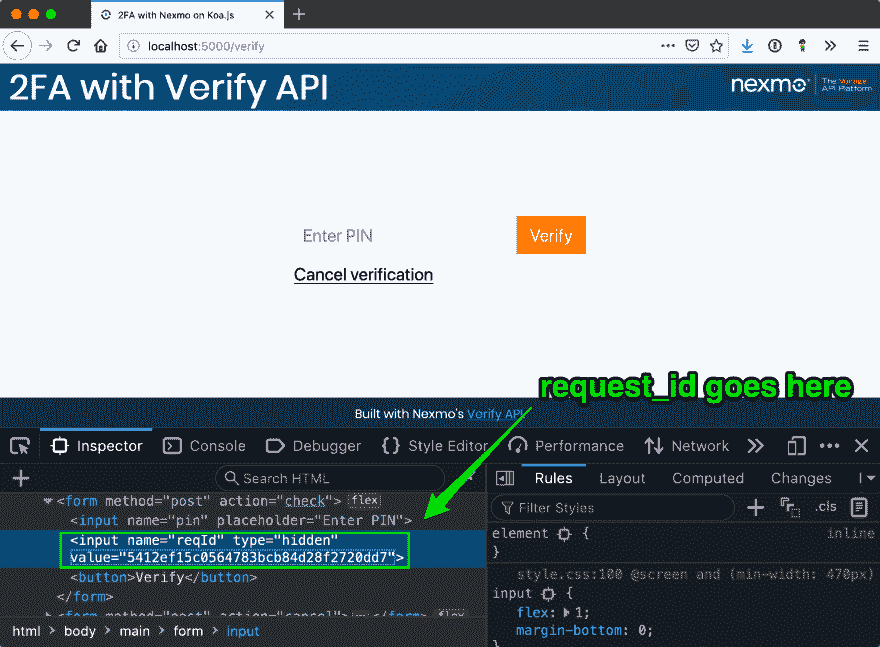 2FA with Nexmo on Koa.js
localhost:5000/verify
2FA with Verify API
nexmo
The Vonage
API Platform
Enter PIN
Verify
Cancel verification
request_id goes here
Built with Nexmo's Verify API.
Inspector
Console
Debugger
{ } Style Editor
Performance
Network
Search HTML
Rules
Layout
Computed
Changes
Filter Styles
.cls
<form method="post" action="check"> flex
<input name="pin" placeholder="Enter PIN">
<input name="reqId" type="hidden"
value="5412ef15c0564783bcb84d28f2720dd7">
<button>Verify</button>
</form>
<form method="post" action="cancel">…</form> flex
html > body > main > form > input
element { inline
}
style.css:100 @screen and (min-width: 470px)
input {
flex: 1;
margin-bottom: 0;
}